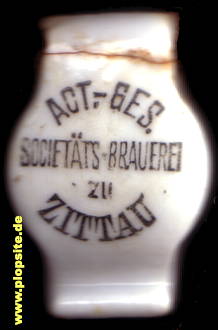 ACT.-GES.
SOCIETÄTS-BRAUEREI
ZU
ZITTAU
www.plopsite.de ©